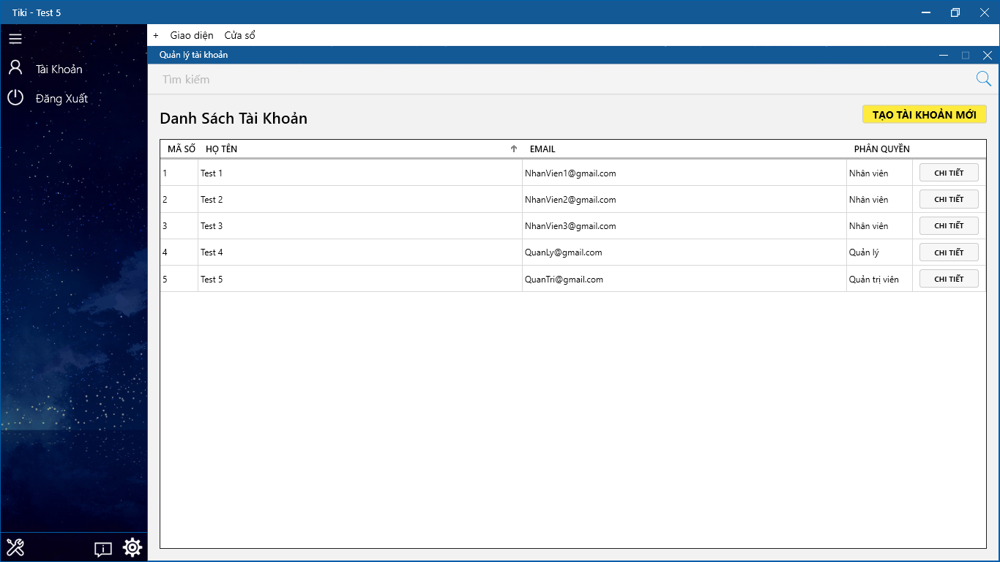 Tiki - Test 5
+ Giao diện Cửa sổ
Tài Khoản
Đăng Xuất
Quản lý tài khoản
Tìm kiếm
Danh Sách Tài Khoản
TẠO TÀI KHOẢN MỚI
MÃ SỐ HỌ TÊN EMAIL PHÂN QUYỀN
1 Test 1 NhanVien1@gmail.com Nhân viên CHI TIẾT
2 Test 2 NhanVien2@gmail.com Nhân viên CHI TIẾT
3 Test 3 NhanVien3@gmail.com Nhân viên CHI TIẾT
4 Test 4 QuanLy@gmail.com Quản lý CHI TIẾT
5 Test 5 QuanTri@gmail.com Quản trị viên CHI TIẾT